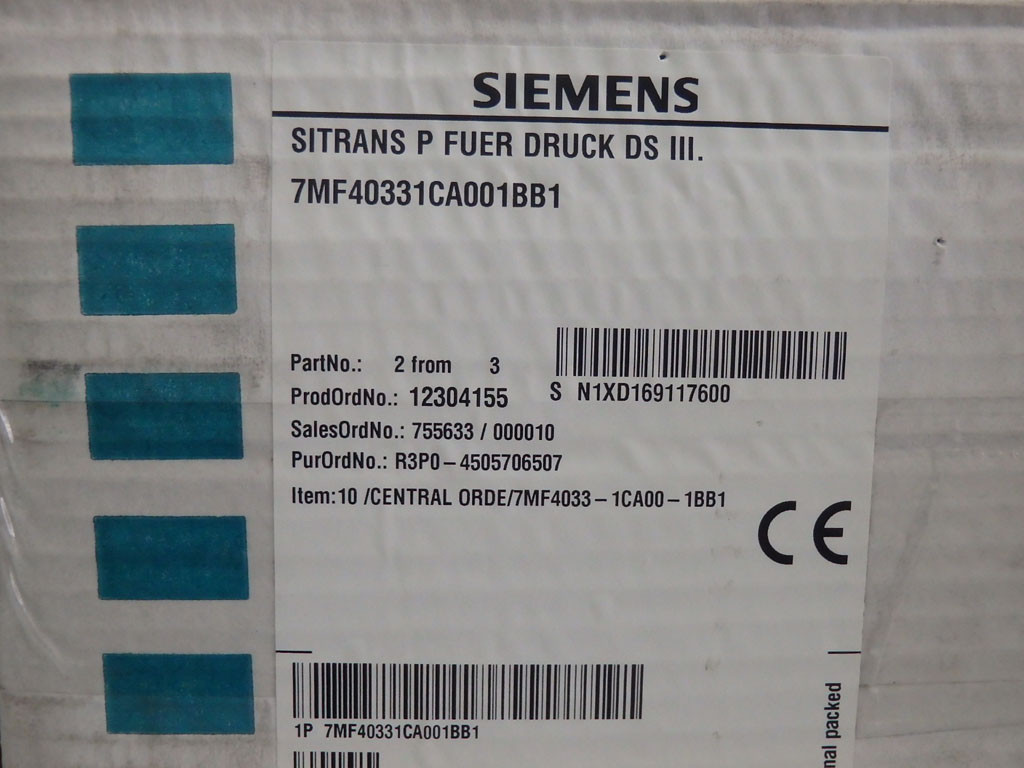 SIEMENS
SITRANS P FUER DRUCK DS III.
7MF40331CA001BB1
PartNo.: 2 from 3
ProdOrdNo.: 12304155
S N1XD169117600
SalesOrdNo.: 755633 / 000010
PurOrdNo.: R3P0-4505706507
Item:10 /CENTRAL ORDE/7MF4033-1CA00-1BB1
CE
1P 7MF40331CA001BB1
packed